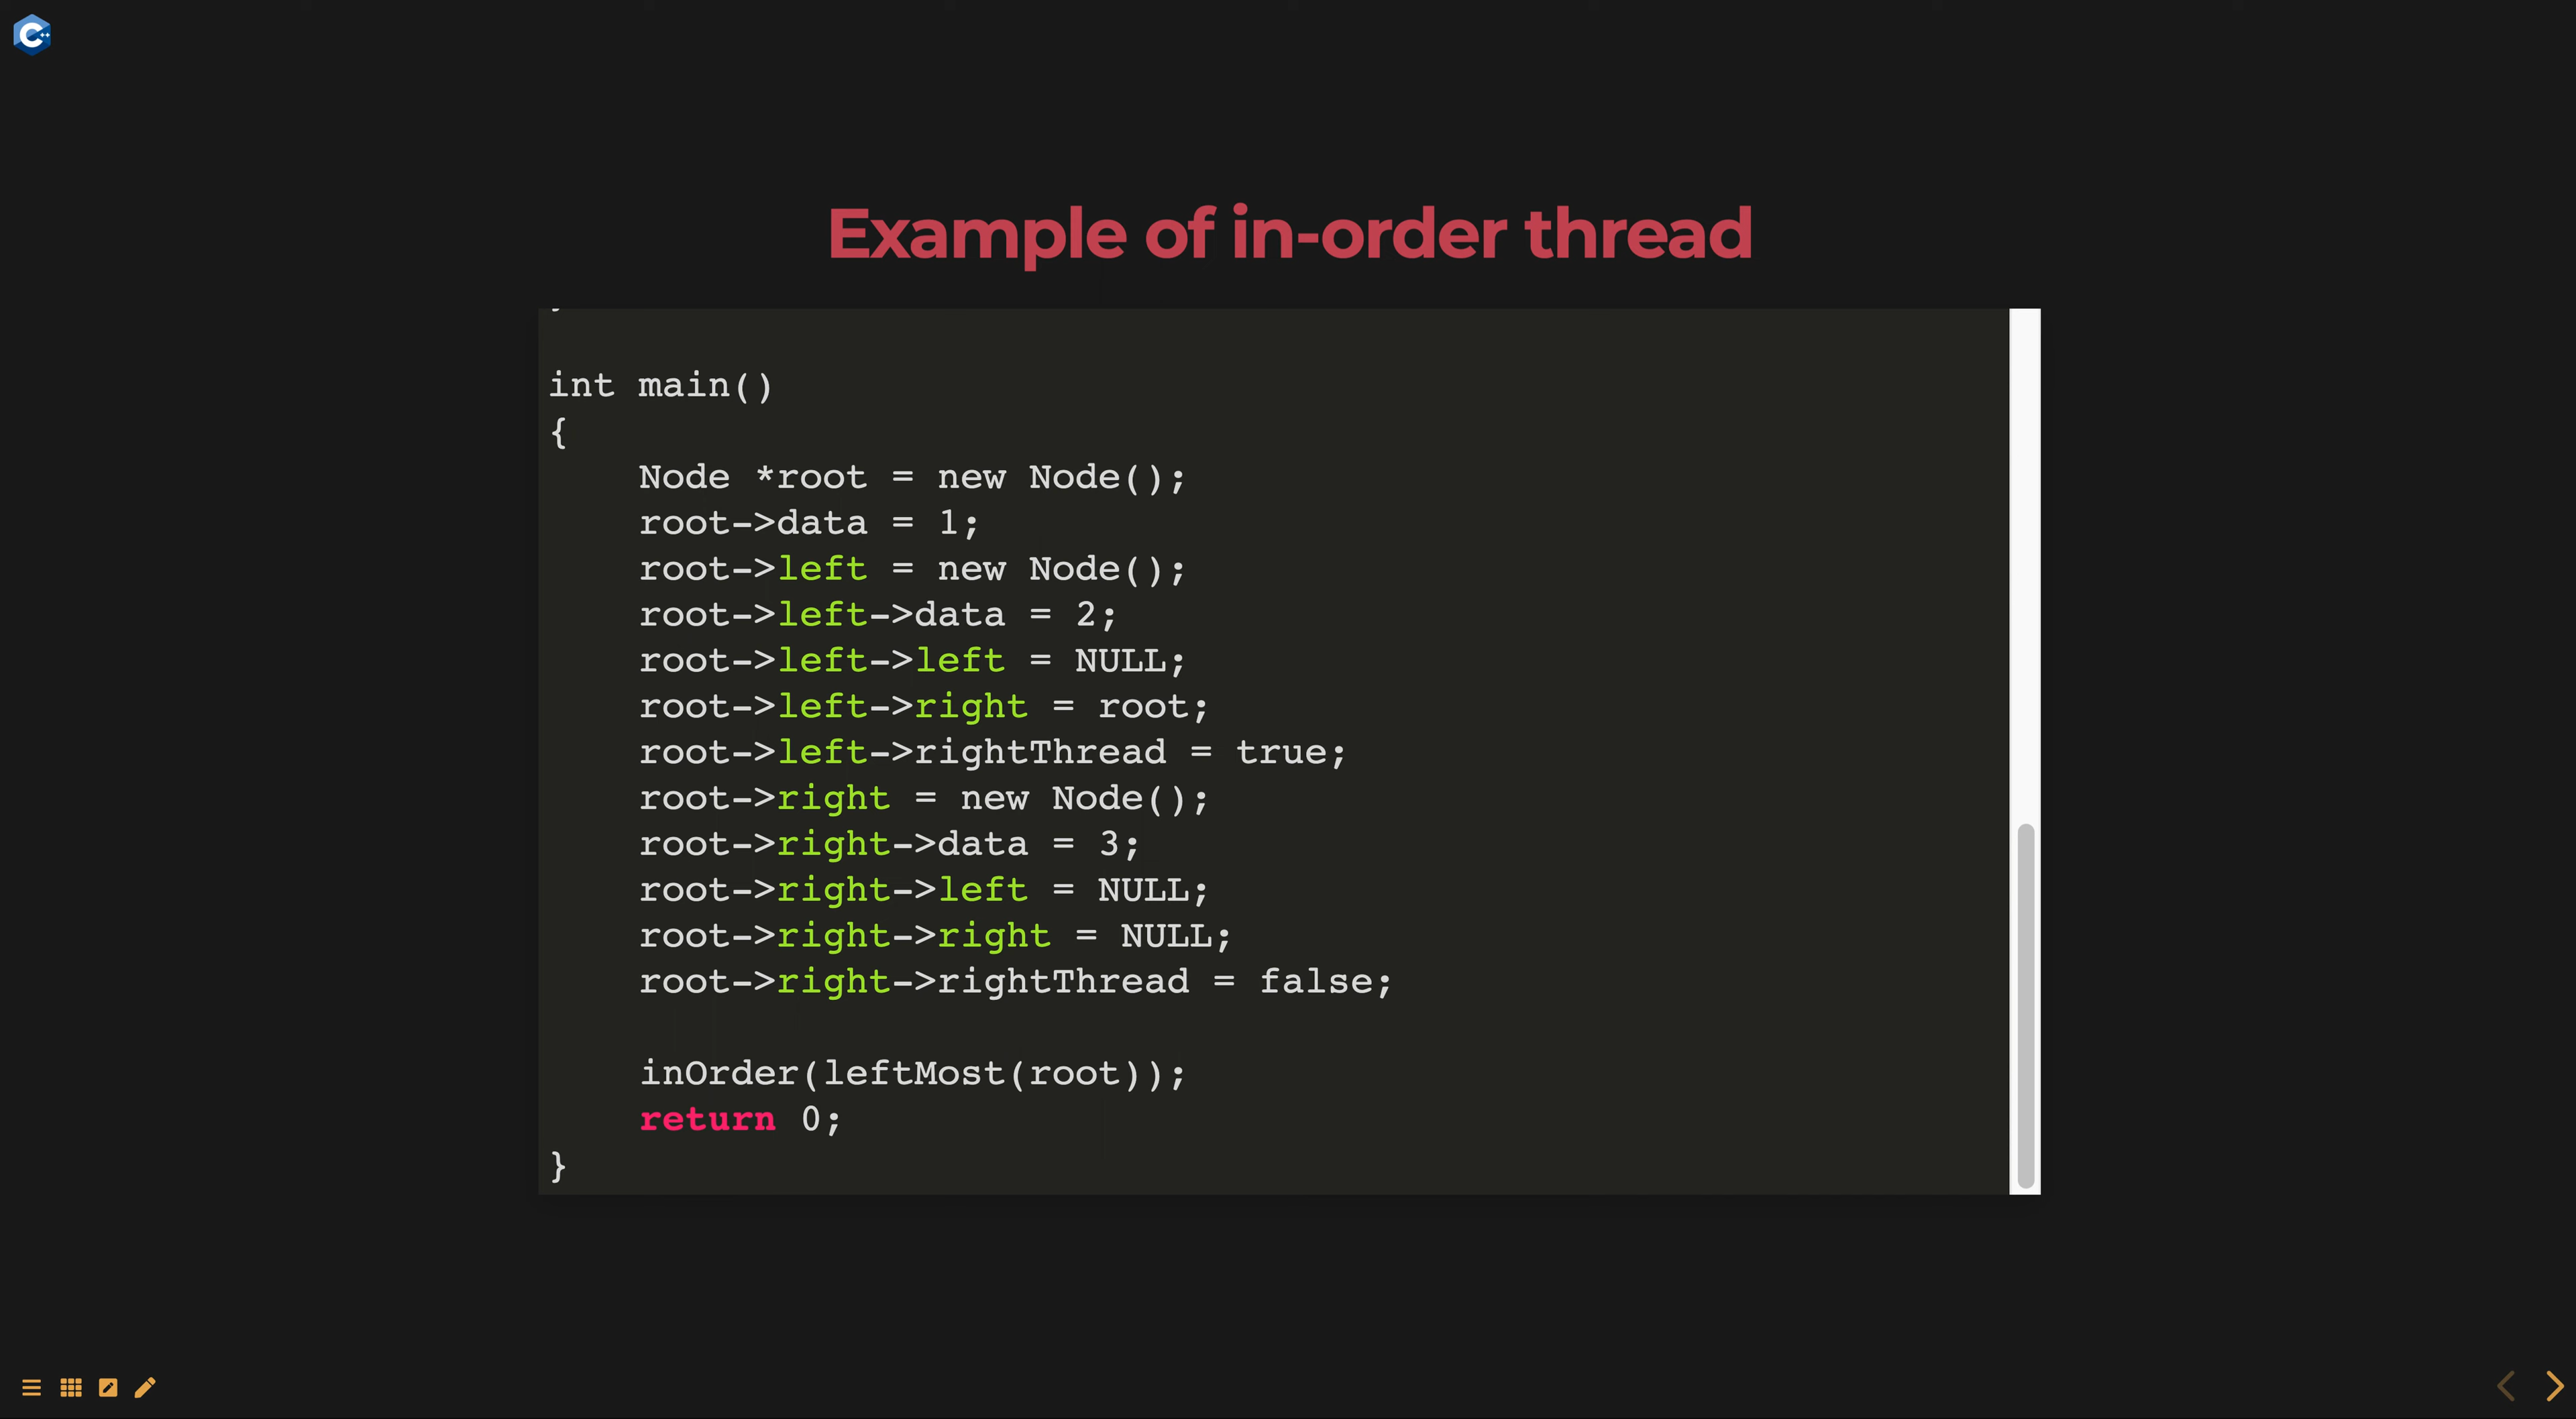 C++
Example of in-order thread
int main()
{
    Node *root = new Node();
    root->data = 1;
    root->left = new Node();
    root->left->data = 2;
    root->left->left = NULL;
    root->left->right = root;
    root->left->rightThread = true;
    root->right = new Node();
    root->right->data = 3;
    root->right->left = NULL;
    root->right->right = NULL;
    root->right->rightThread = false;

    inOrder(leftMost(root));
    return 0;
}